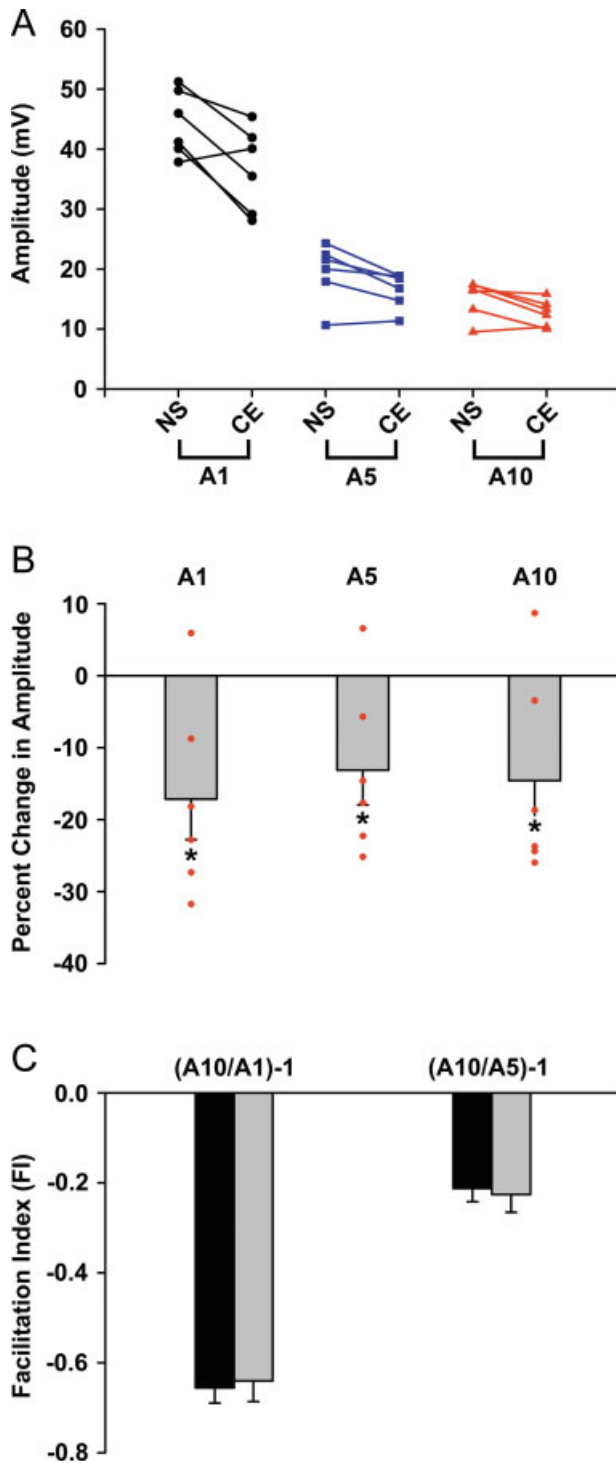 A
Amplitude (mV)
60
50
40
30
20
10
0
NS CE NS CE NS CE
A1 A5 A10
B
A1 A5 A10
Percent Change in Amplitude
10
0
-10
-20
-30
-40
* * *
C
(A10/A1)-1 (A10/A5)-1
Facilitation Index (FI)
0.0
-0.2
-0.4
-0.6
-0.8